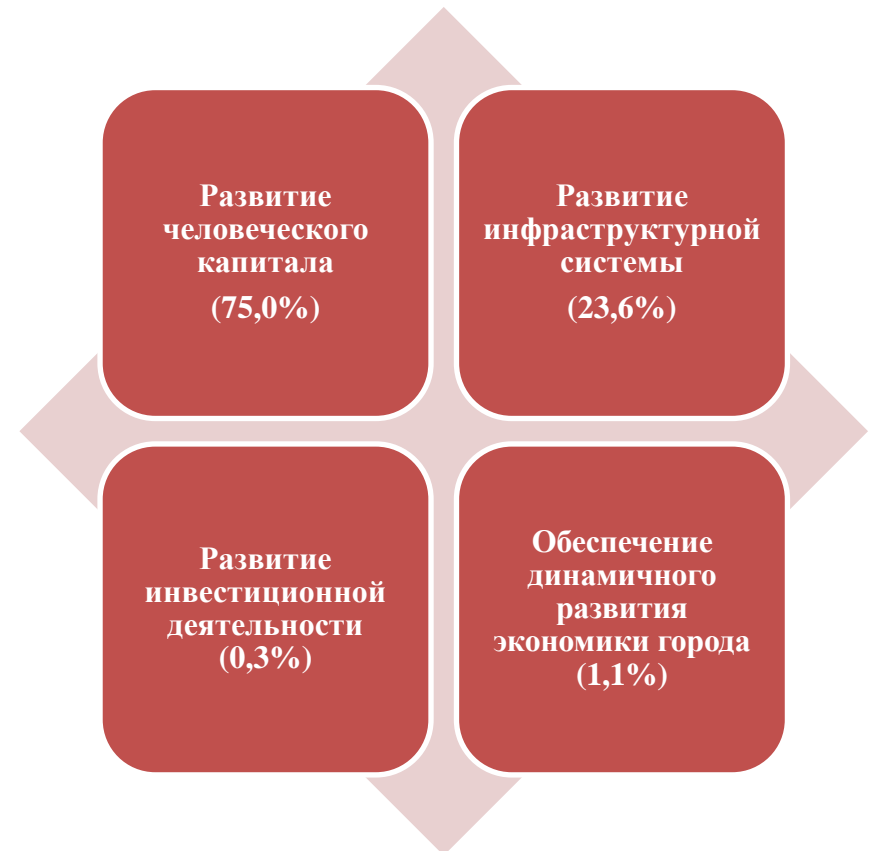 Развитие
человеческого
капитала
(75,0%)
Развитие
инфраструктурной
системы
(23,6%)
Развитие
инвестиционной
деятельности
(0,3%)
Обеспечение
динамичного
развития
экономики города
(1,1%)